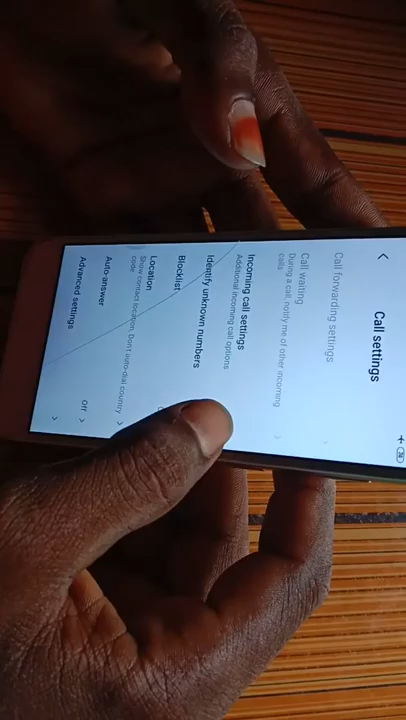 Call settings
Call forwarding settings
Call waiting
During a call, notify me of other incoming
calls
Incoming call settings
Additional incoming call options
Identify unknown numbers
Blocklist
Location
Show contact location, Don't auto-dial country
code
Auto-answer
Off
Advanced settings